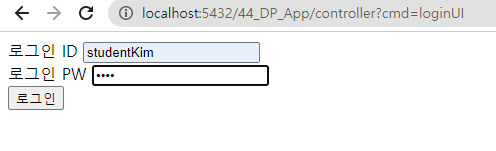 localhost:5432/44_DP_App/controller?cmd=loginUI
로그인 ID studentKim
로그인 PW ••••
로그인